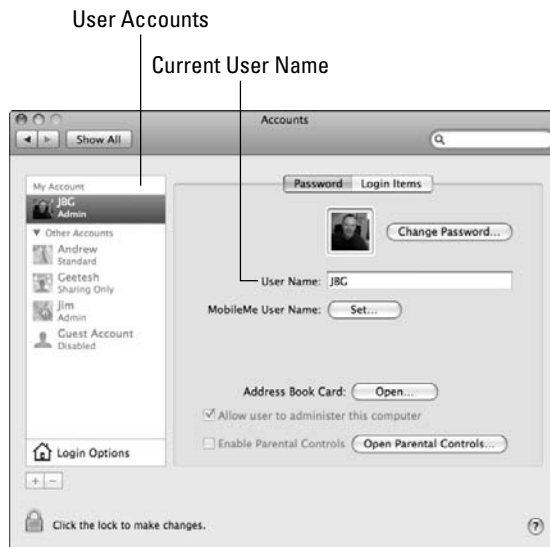 User Accounts
Current User Name
Accounts
Show All
My Account
JBG
Admin
Other Accounts
Andrew
Standard
Geetesh
Sharing Only
Jim
Admin
Guest Account
Disabled
Login Options
+ −
Password Login Items
Change Password...
User Name: JBG
MobileMe User Name: Set...
Address Book Card: Open...
Allow user to administer this computer
Enable Parental Controls Open Parental Controls...
Click the lock to make changes.
?